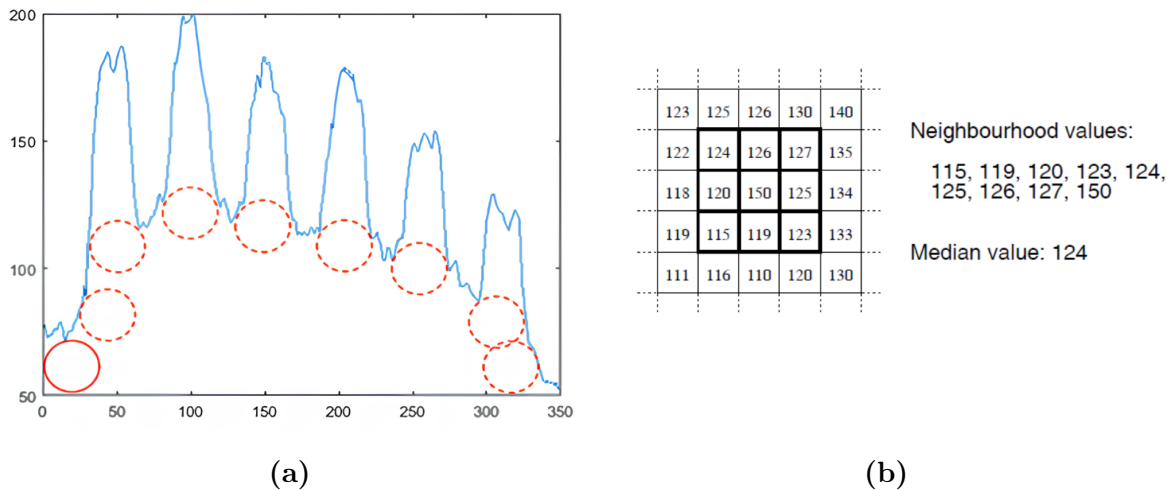 200
150
100
50
0 50 100 150 200 250 300 350
(a)
123 125 126 130 140
122 124 126 127 135
118 120 150 125 134
119 115 119 123 133
111 116 110 120 130
Neighbourhood values:
115, 119, 120, 123, 124,
125, 126, 127, 150
Median value: 124
(b)